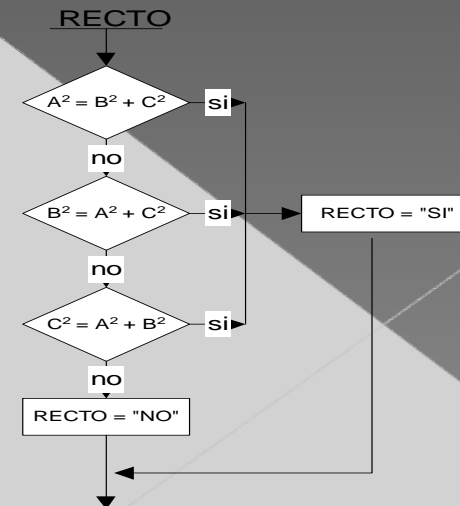 RECTO
A² = B² + C²
si
no
B² = A² + C²
si
RECTO = "SI"
no
C² = A² + B²
si
no
RECTO = "NO"